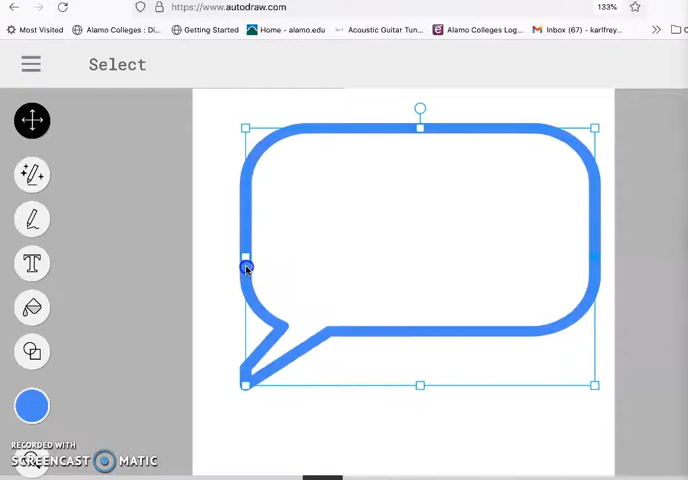 https://www.autodraw.com
133%
Most Visited
Alamo Colleges : Di...
Getting Started
Home - alamo.edu
Acoustic Guitar Tun...
Alamo Colleges Log...
Inbox (67) - karlfrey...
Select
T
RECORDED WITH
SCREENCAST MATIC